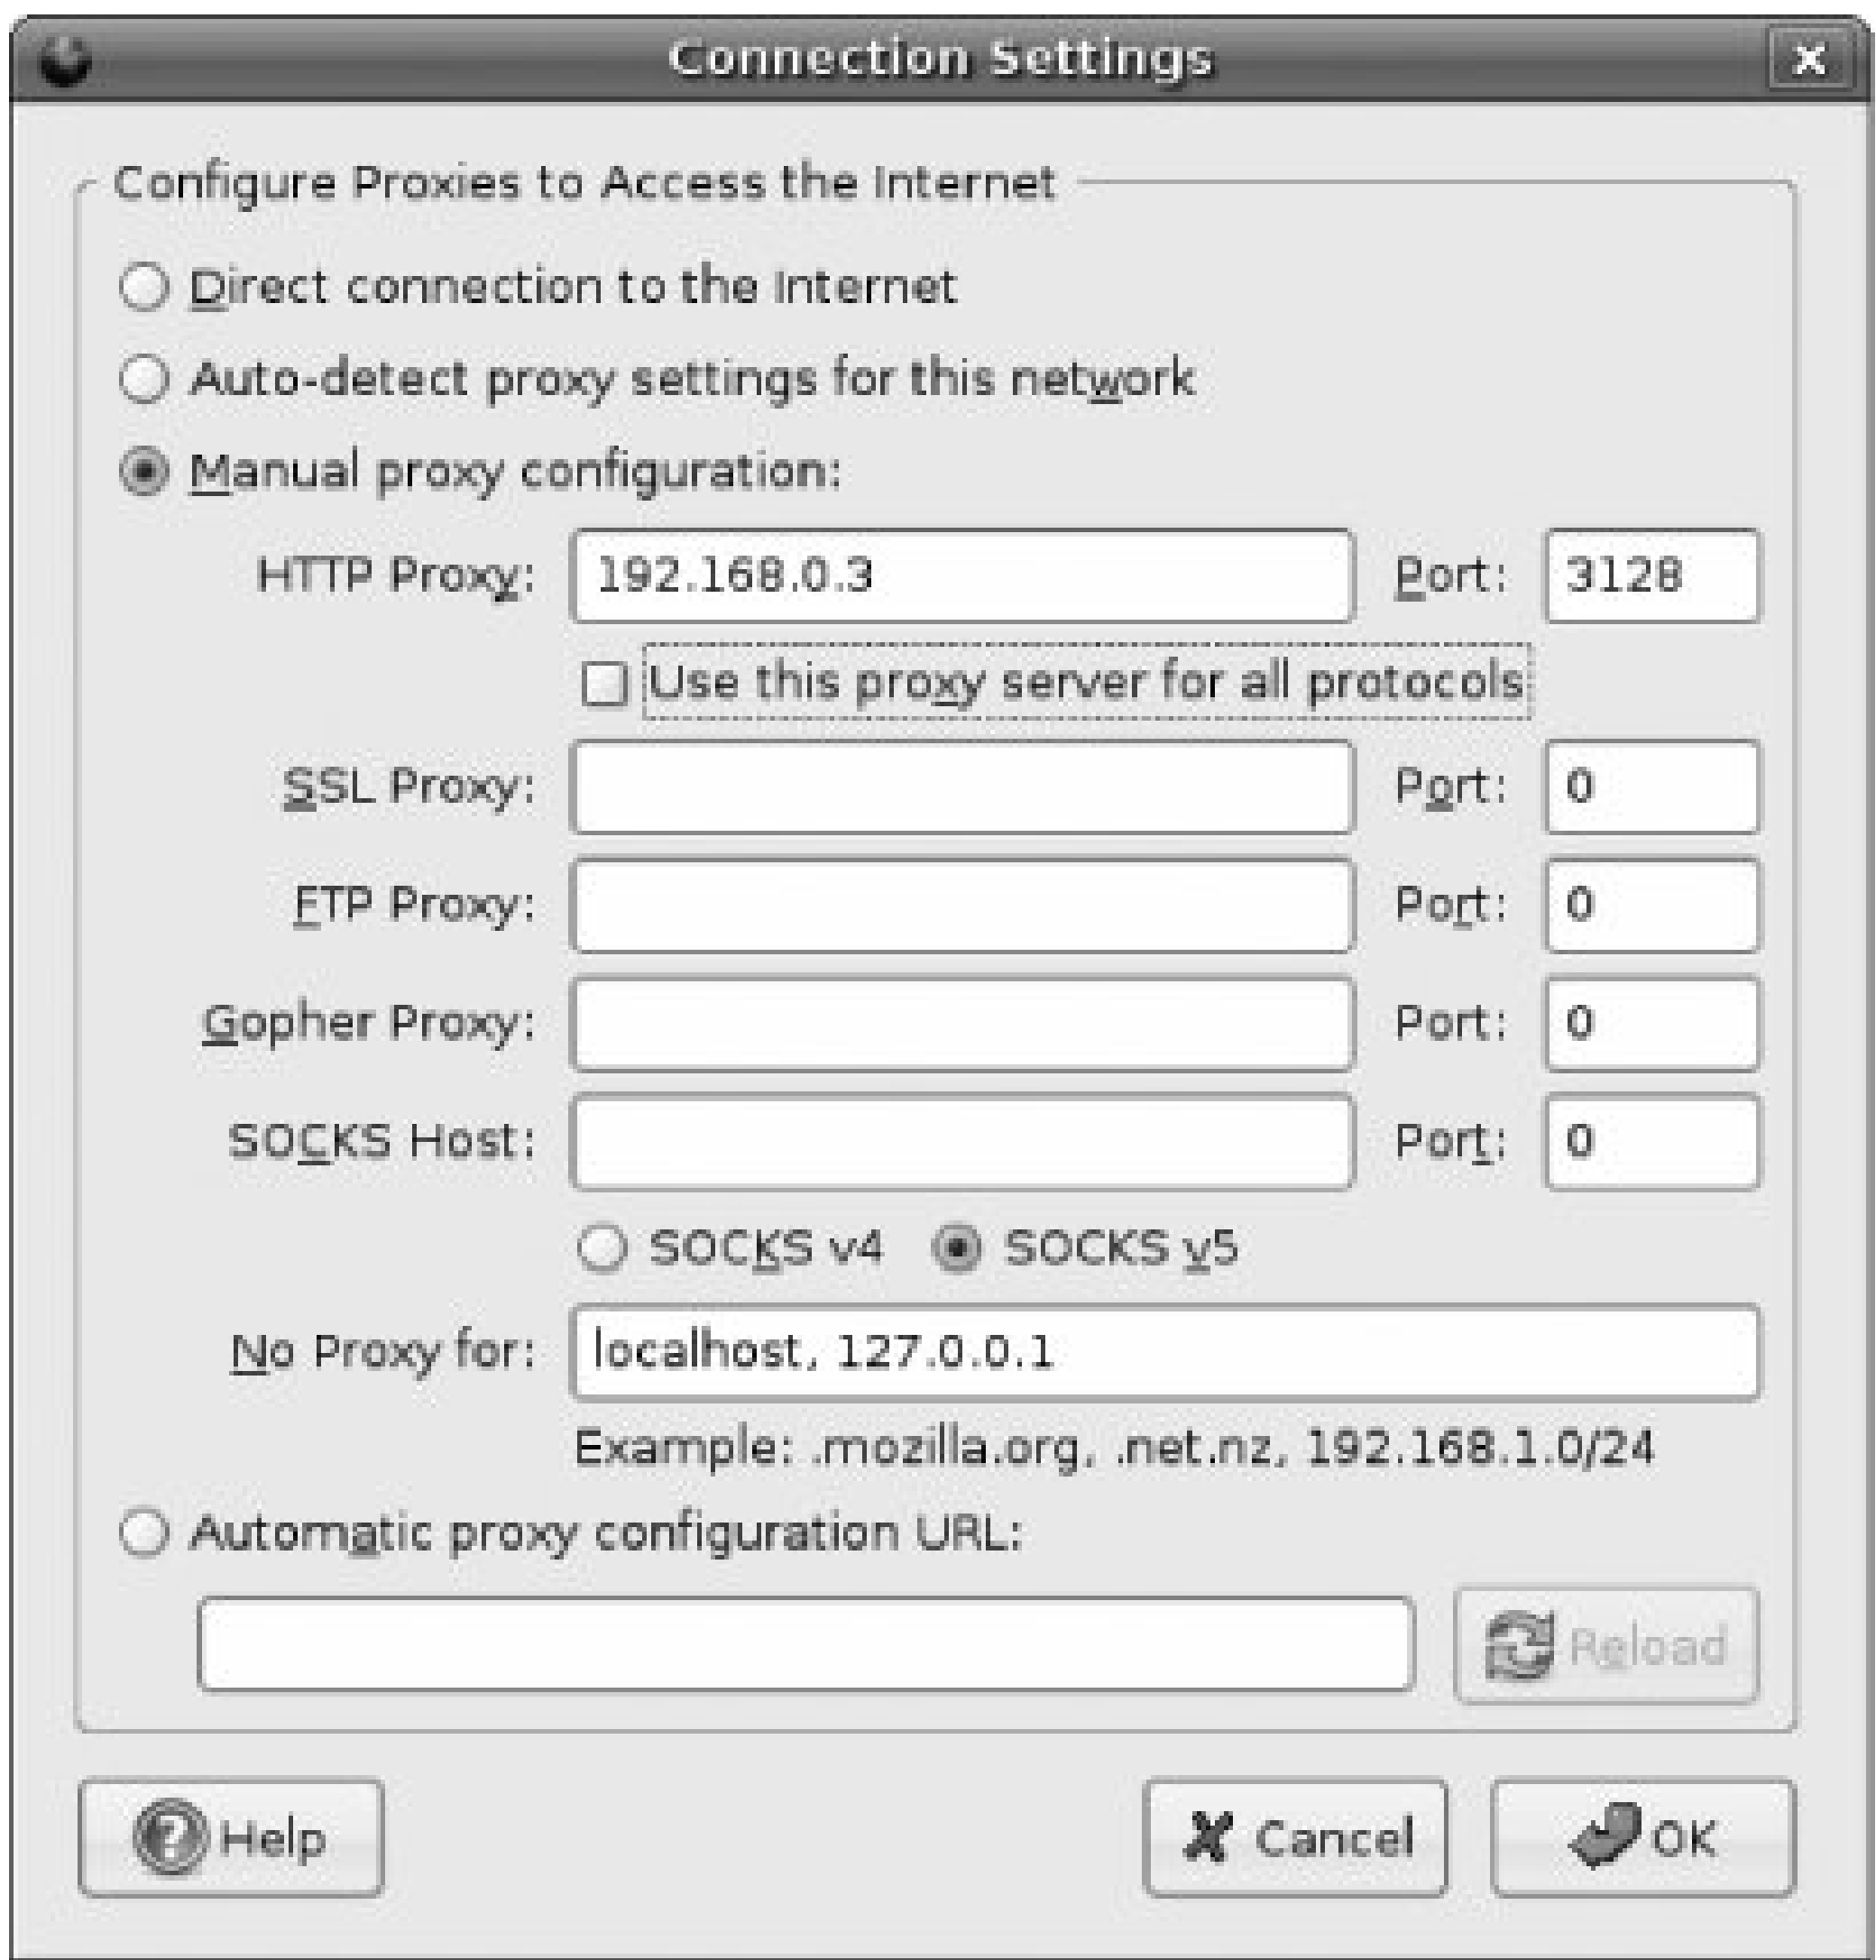 Connection Settings
Configure Proxies to Access the Internet
Direct connection to the Internet
Auto-detect proxy settings for this network
Manual proxy configuration:
HTTP Proxy: 192.168.0.3 Port: 3128
Use this proxy server for all protocols
SSL Proxy: Port: 0
FTP Proxy: Port: 0
Gopher Proxy: Port: 0
SOCKS Host: Port: 0
SOCKS v4 SOCKS v5
No Proxy for: localhost, 127.0.0.1
Example: .mozilla.org, .net.nz, 192.168.1.0/24
Automatic proxy configuration URL:
Reload
Help Cancel OK